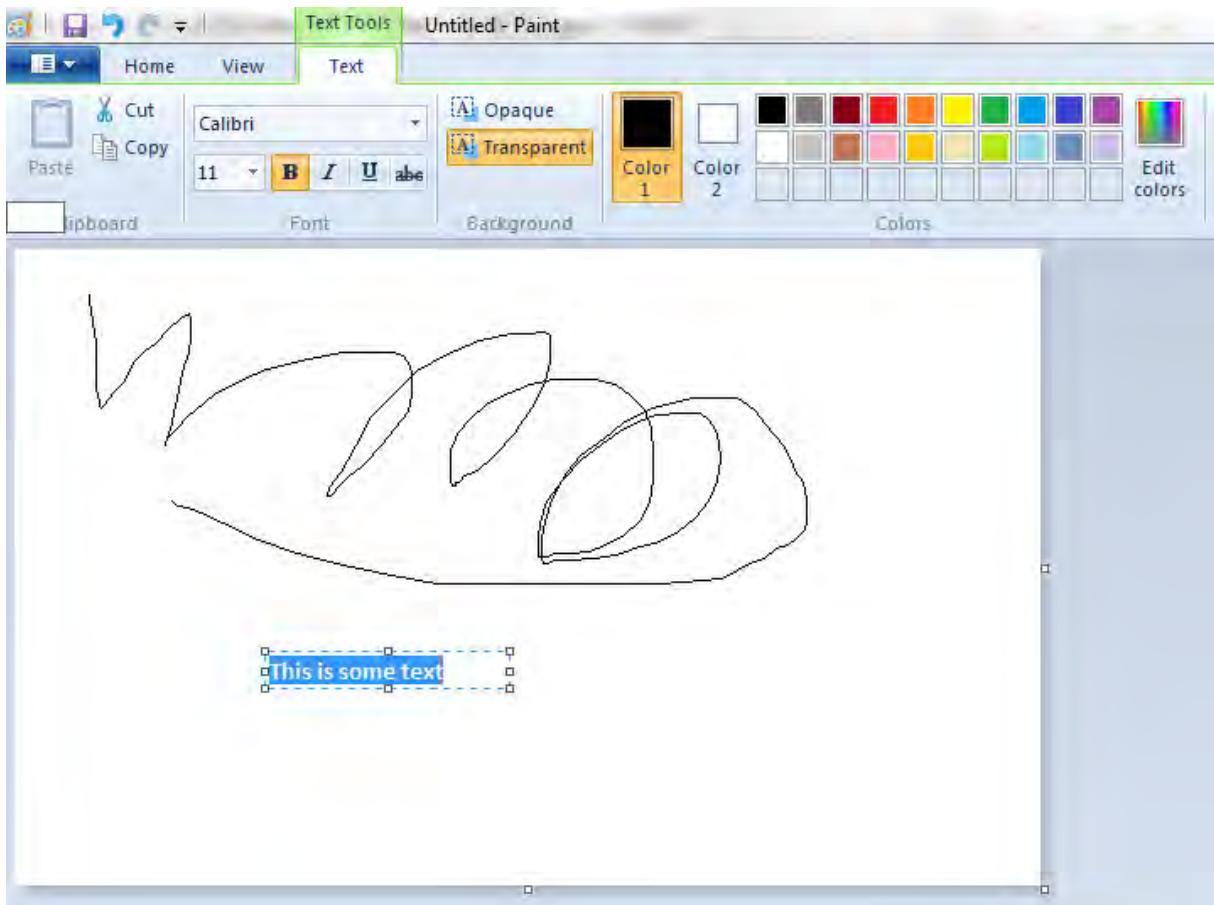 Text Tools Untitled - Paint
Home View Text
Cut
Copy
Paste
Calibri
11 B I U abc
Opaque
Transparent
Color 1
Color 2
Edit colors
ipboard Font Background Colors
This is some text